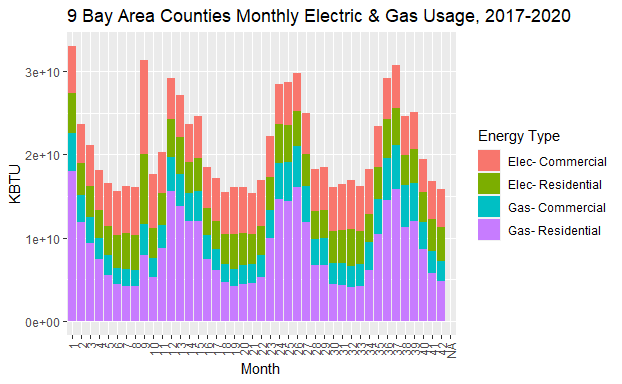 9 Bay Area Counties Monthly Electric & Gas Usage, 2017-2020
KBTU
3e+10
2e+10
1e+10
0e+00
1 2 3 4 5 6 7 8 9 10 11 12 13 14 15 16 17 18 19 20 21 22 23 24 25 26 27 28 29 30 31 32 33 34 35 36 37 38 39 40 41 42 NA
Month
Energy Type
Elec- Commercial
Elec- Residential
Gas- Commercial
Gas- Residential